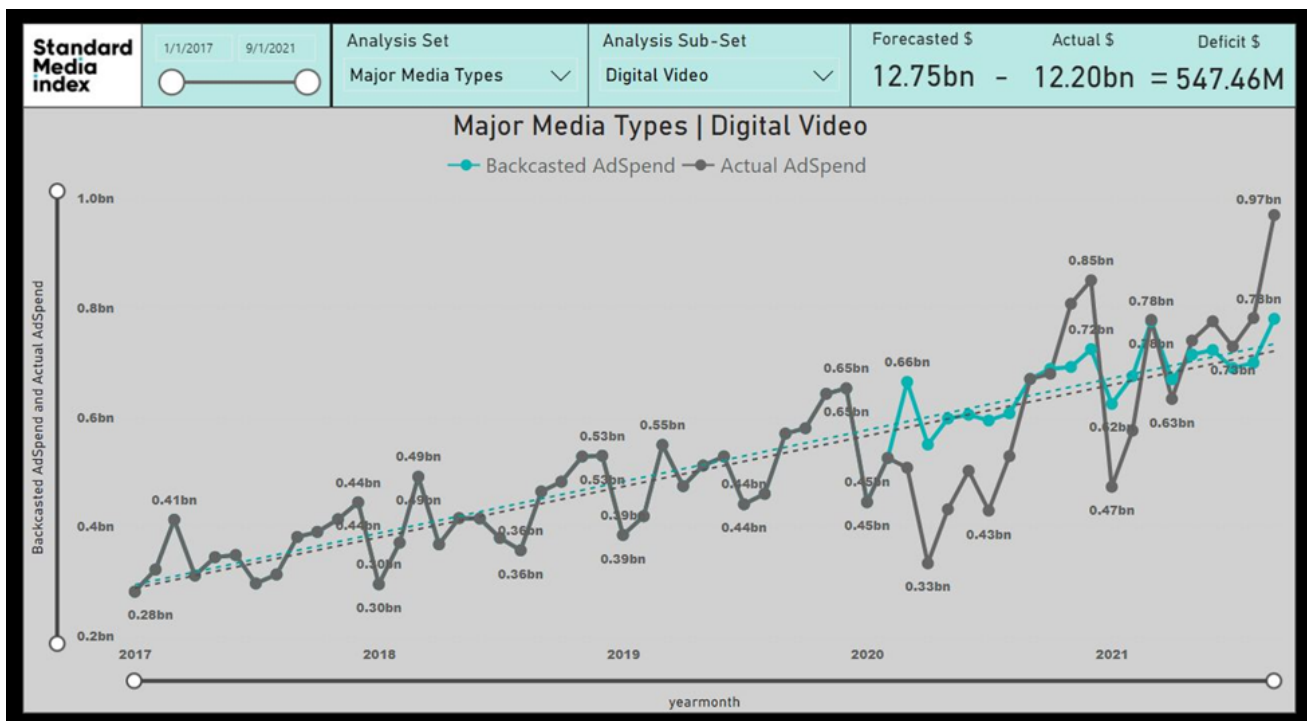 Standard
Media
index
1/1/2017 9/1/2021
Analysis Set
Major Media Types
Analysis Sub-Set
Digital Video
Forecasted $ Actual $ Deficit $
12.75bn - 12.20bn = 547.46M
Major Media Types | Digital Video
Backcasted AdSpend Actual AdSpend
Backcasted AdSpend and Actual AdSpend
1.0bn
0.8bn
0.6bn
0.4bn
0.2bn
0.97bn
0.85bn
0.78bn
0.78bn
0.72bn
0.78bn
0.65bn
0.66bn
0.73bn
0.65bn
0.53bn
0.55bn
0.62bn
0.63bn
0.49bn
0.44bn
0.53bn
0.44bn
0.45bn
0.41bn
0.49bn
0.39bn
0.44bn
0.45bn
0.47bn
0.44bn
0.36bn
0.43bn
0.30bn
0.39bn
0.36bn
0.33bn
0.28bn
0.30bn
2017 2018 2019 2020 2021
yearmonth